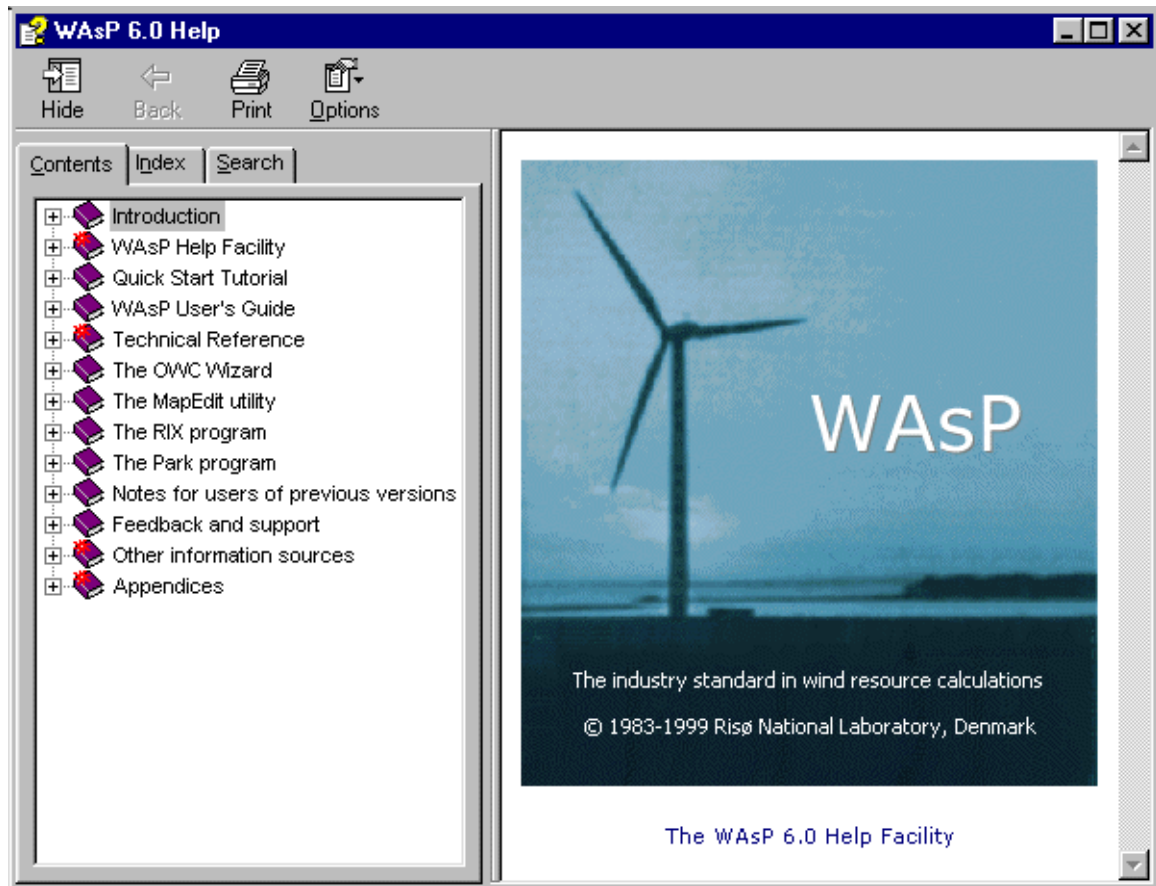 WAsP 6.0 Help
Hide Back Print Options
Contents Index Search
Introduction
WAsP Help Facility
Quick Start Tutorial
WAsP User's Guide
Technical Reference
The OWC Wizard
The MapEdit utility
The RIX program
The Park program
Notes for users of previous versions
Feedback and support
Other information sources
Appendices
WAsP
The industry standard in wind resource calculations
© 1983-1999 Risø National Laboratory, Denmark
The WAsP 6.0 Help Facility